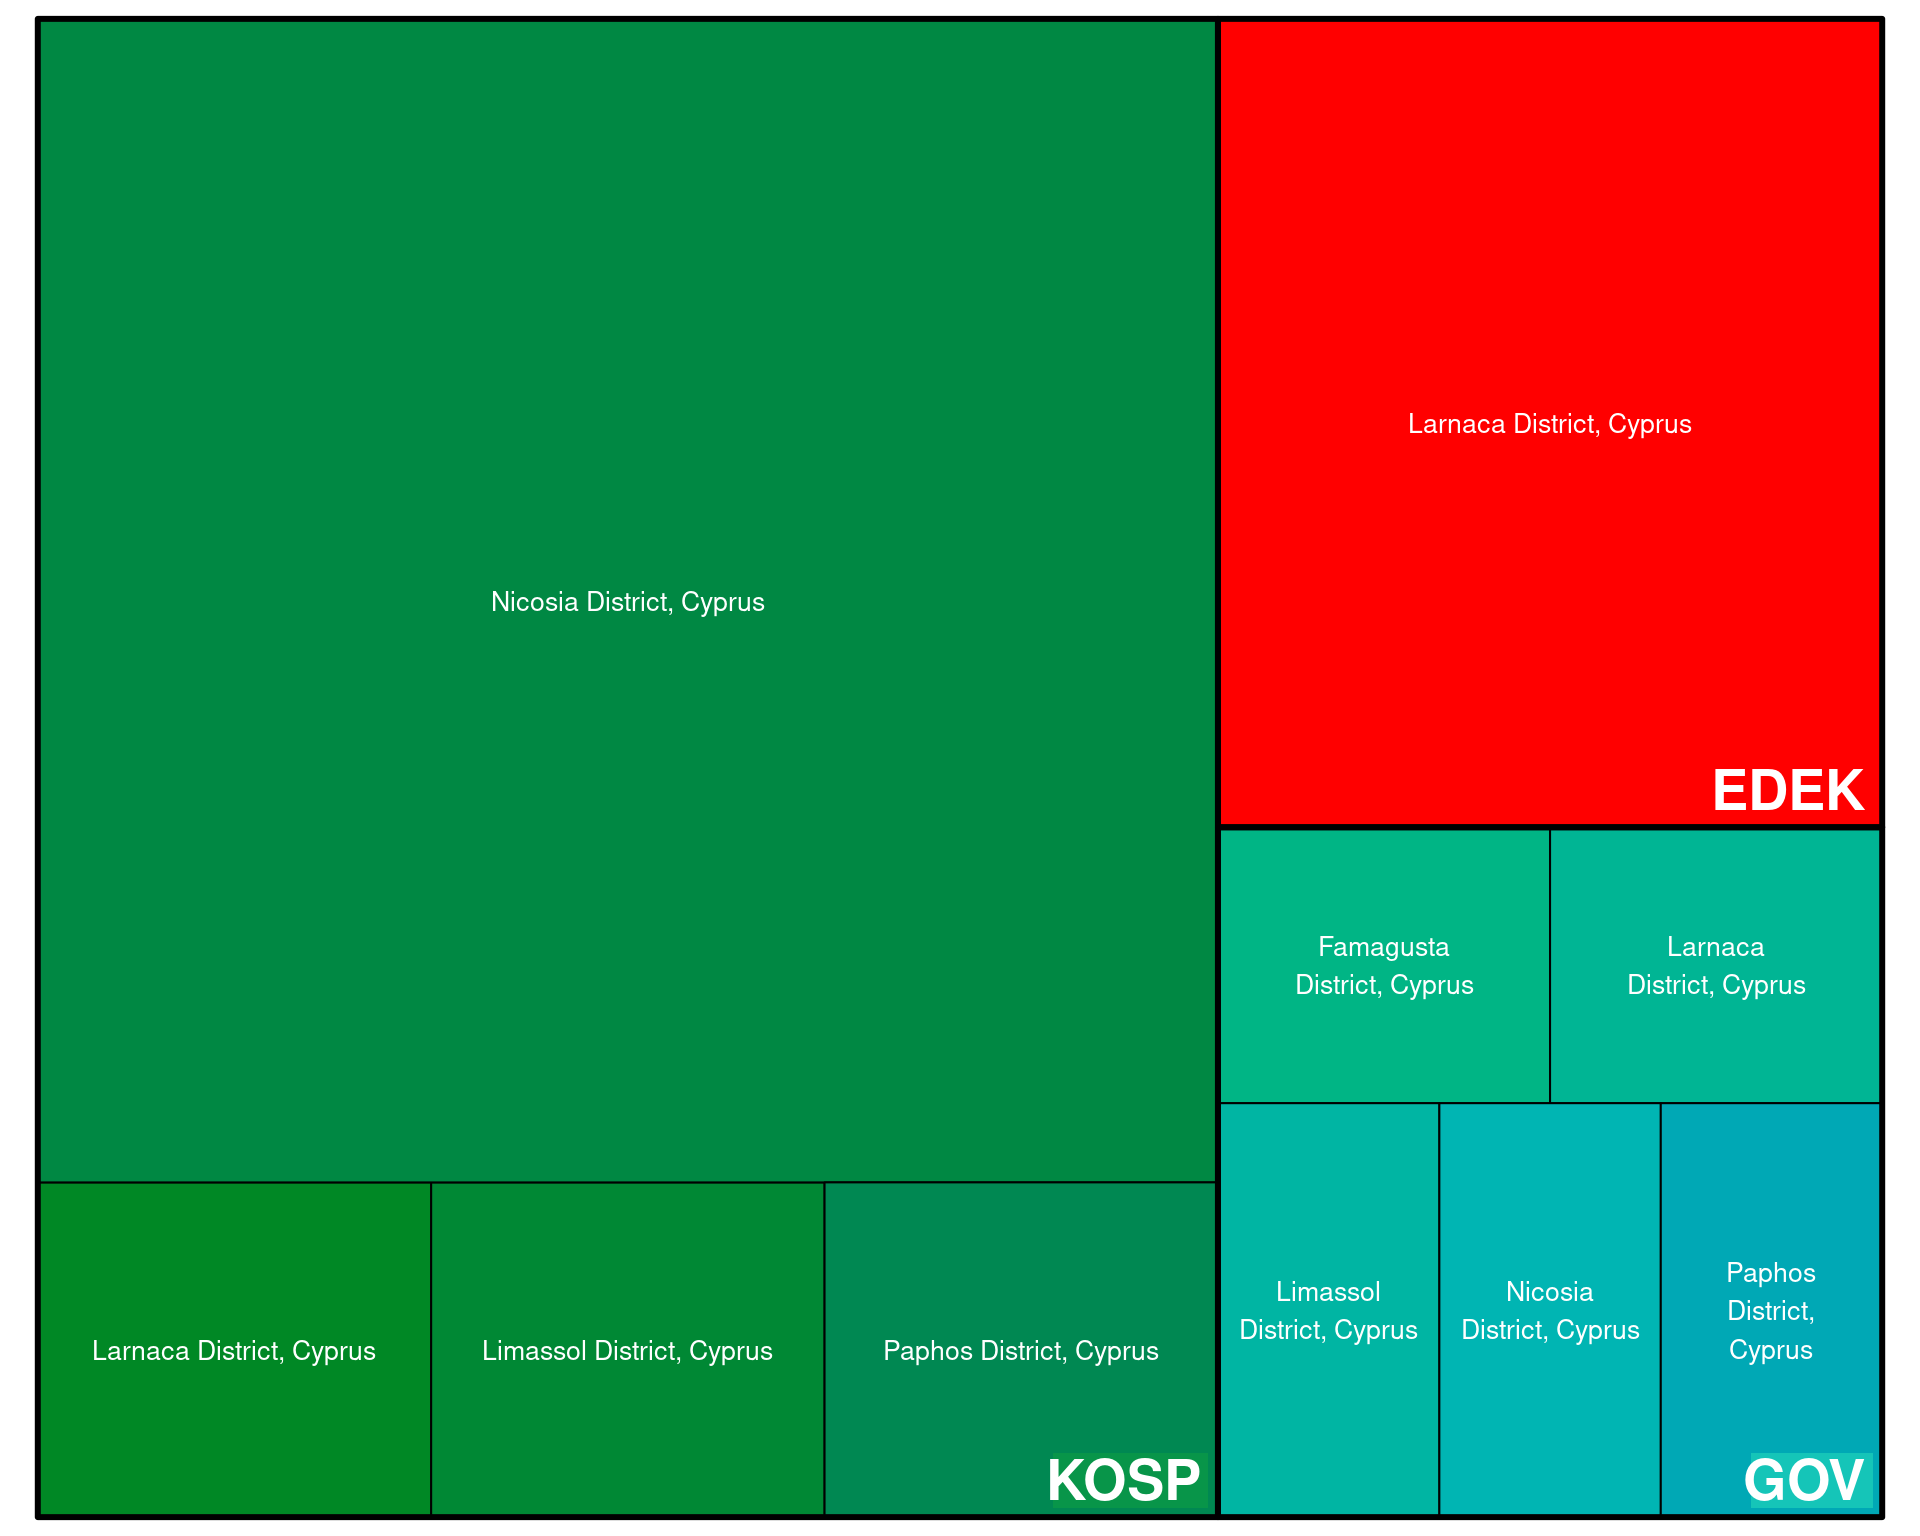 Nicosia District, Cyprus
Larnaca District, Cyprus
Limassol District, Cyprus
Paphos District, Cyprus
KOSP
Larnaca District, Cyprus
EDEK
Famagusta
District, Cyprus
Larnaca
District, Cyprus
Limassol
District, Cyprus
Nicosia
District, Cyprus
Paphos
District,
Cyprus
GOV